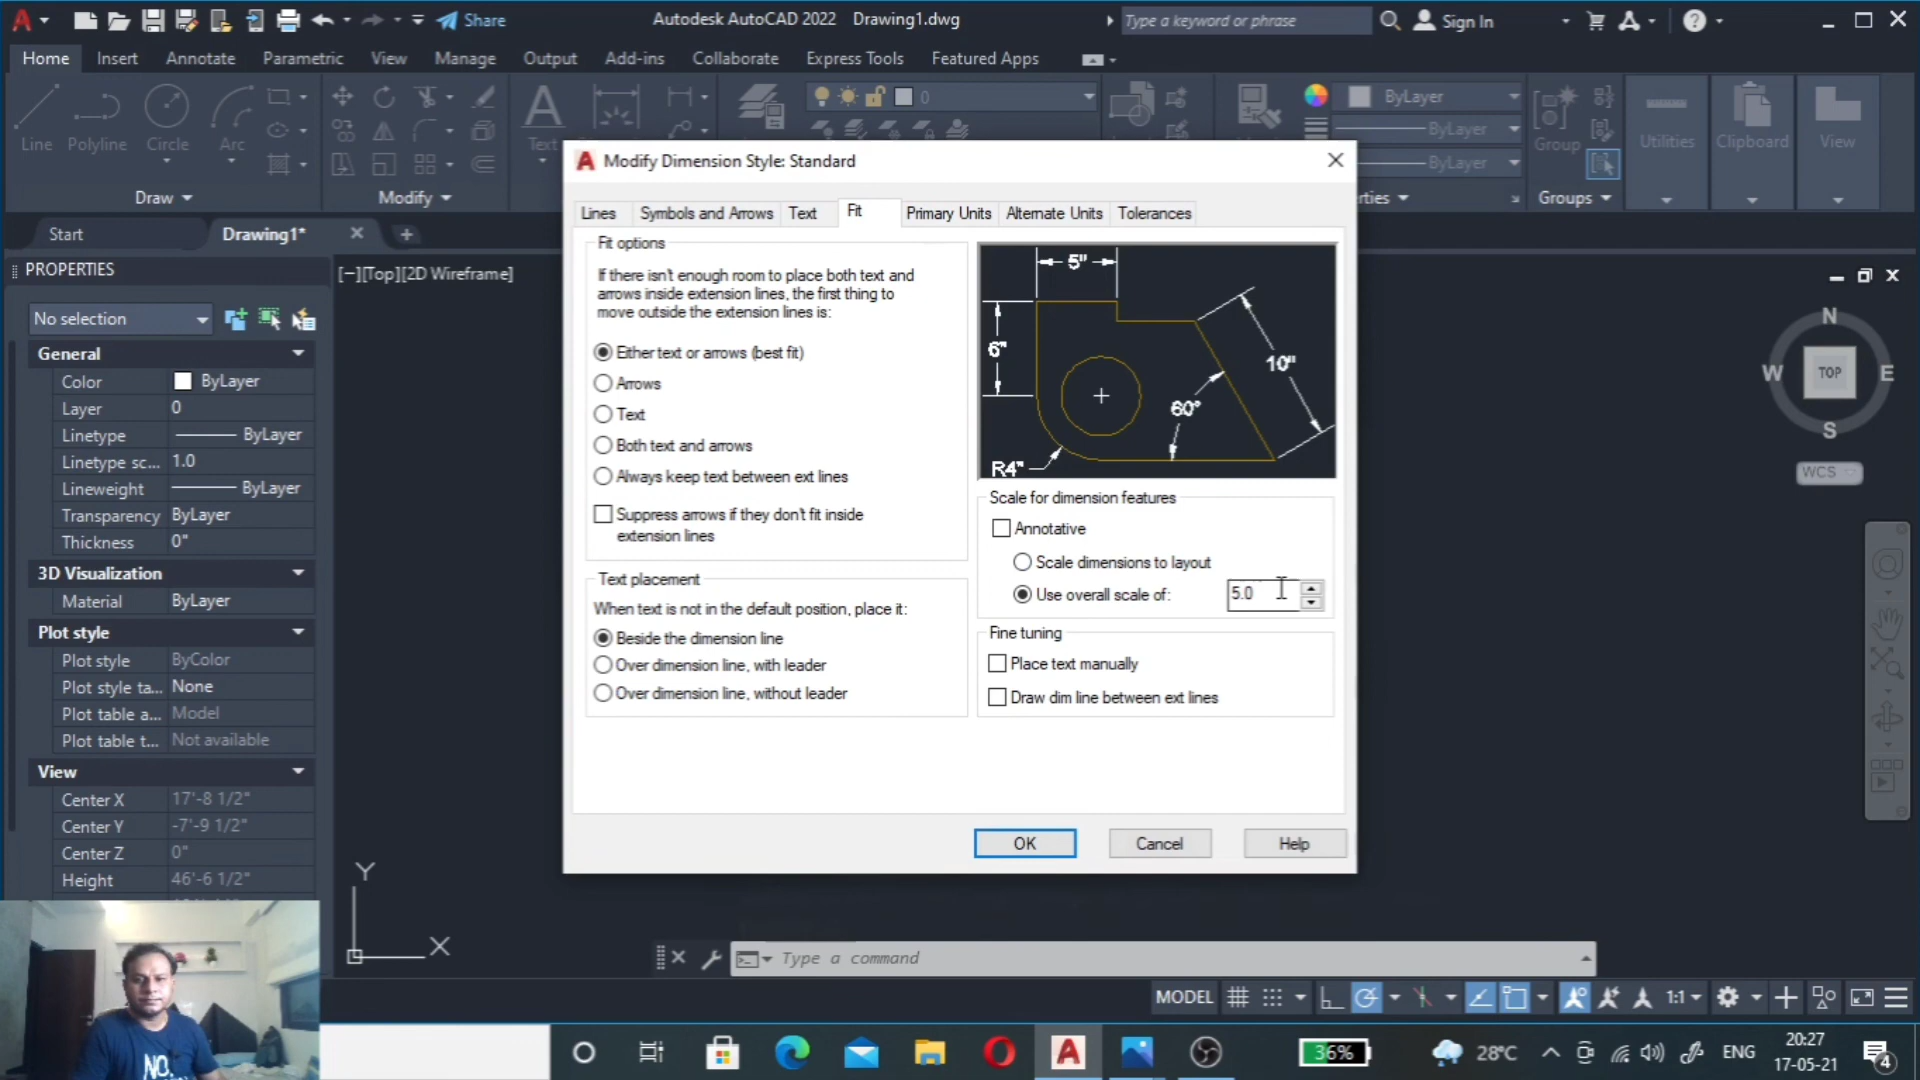 Share
Autodesk AutoCAD 2022 Drawing1.dwg
Type a keyword or phrase
Sign In
Home Insert Annotate Parametric View Manage Output Add-ins Collaborate Express Tools Featured Apps
Line Polyline Circle Arc
Text
0
ByLayer
ByLayer
ByLayer
Group
Utilities
Clipboard
View
Draw
Modify
rties
Groups
Start
Drawing1*
PROPERTIES
[−][Top][2D Wireframe]
No selection
General
Color ByLayer
Layer 0
Linetype ByLayer
Linetype sc... 1.0
Lineweight ByLayer
Transparency ByLayer
Thickness 0"
3D Visualization
Material ByLayer
Plot style
Plot style ByColor
Plot style ta... None
Plot table a... Model
Plot table t... Not available
View
Center X 17'-8 1/2"
Center Y -7'-9 1/2"
Center Z 0"
Height 46'-6 1/2"
Modify Dimension Style: Standard
Lines Symbols and Arrows Text Fit Primary Units Alternate Units Tolerances
Fit options
If there isn't enough room to place both text and
arrows inside extension lines, the first thing to
move outside the extension lines is:
Either text or arrows (best fit)
Arrows
Text
Both text and arrows
Always keep text between ext lines
Suppress arrows if they don't fit inside
extension lines
Text placement
When text is not in the default position, place it:
Beside the dimension line
Over dimension line, with leader
Over dimension line, without leader
5"
6"
10"
60°
R4"
Scale for dimension features
Annotative
Scale dimensions to layout
Use overall scale of: 5.0
Fine tuning
Place text manually
Draw dim line between ext lines
OK Cancel Help
N
W TOP E
S
WCS
Y
X
Type a command
MODEL
1:1
NO,
36%
28°C
ENG
20:27
17-05-21
4